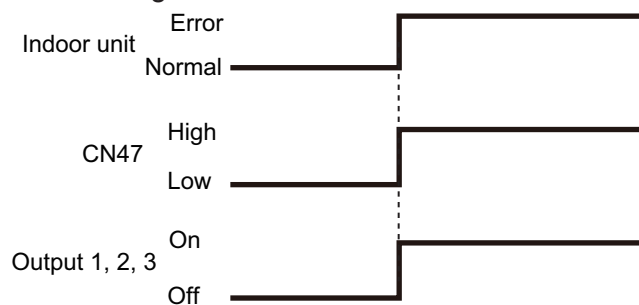 Error
Indoor unit
Normal
High
CN47
Low
On
Output 1, 2, 3
Off